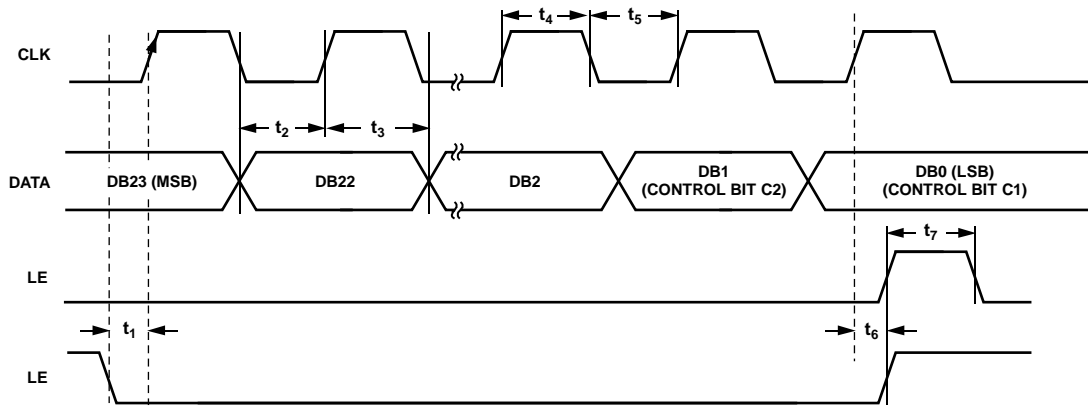 t4 t5
CLK
t2 t3
DATA DB23 (MSB) DB22 DB2 DB1 (CONTROL BIT C2) DB0 (LSB) (CONTROL BIT C1)
t7
LE
t1 t6
LE